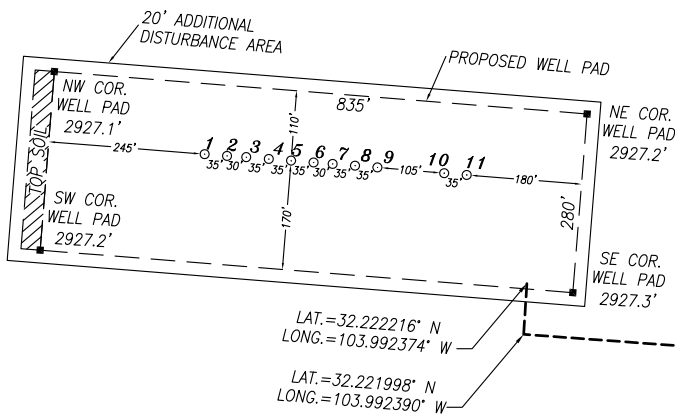 20' ADDITIONAL
DISTURBANCE AREA
PROPOSED WELL PAD
NW COR.
WELL PAD
2927.1'
835'
NE COR.
WELL PAD
2927.2'
110'
1 2 3 4 5 6 7 8 9 10 11
245'
35' 30' 35' 35' 35' 30' 35' 35' 105' 35' 180'
TOP SOIL
SW COR.
WELL PAD
2927.2'
170'
280'
SE COR.
WELL PAD
2927.3'
LAT.=32.222216° N
LONG.=103.992374° W
LAT.=32.221998° N
LONG.=103.992390° W